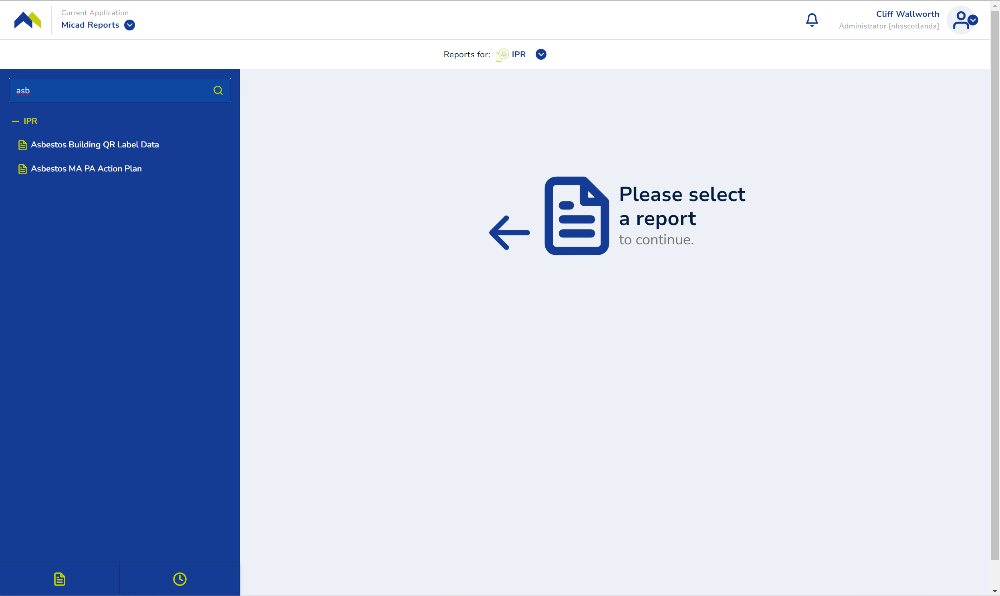 Current Application
Micad Reports
Cliff Wallworth
Administrator [nhsscotlanda]
Reports for: IPR
asb
IPR
Asbestos Building QR Label Data
Asbestos MA PA Action Plan
Please select
a report
to continue.